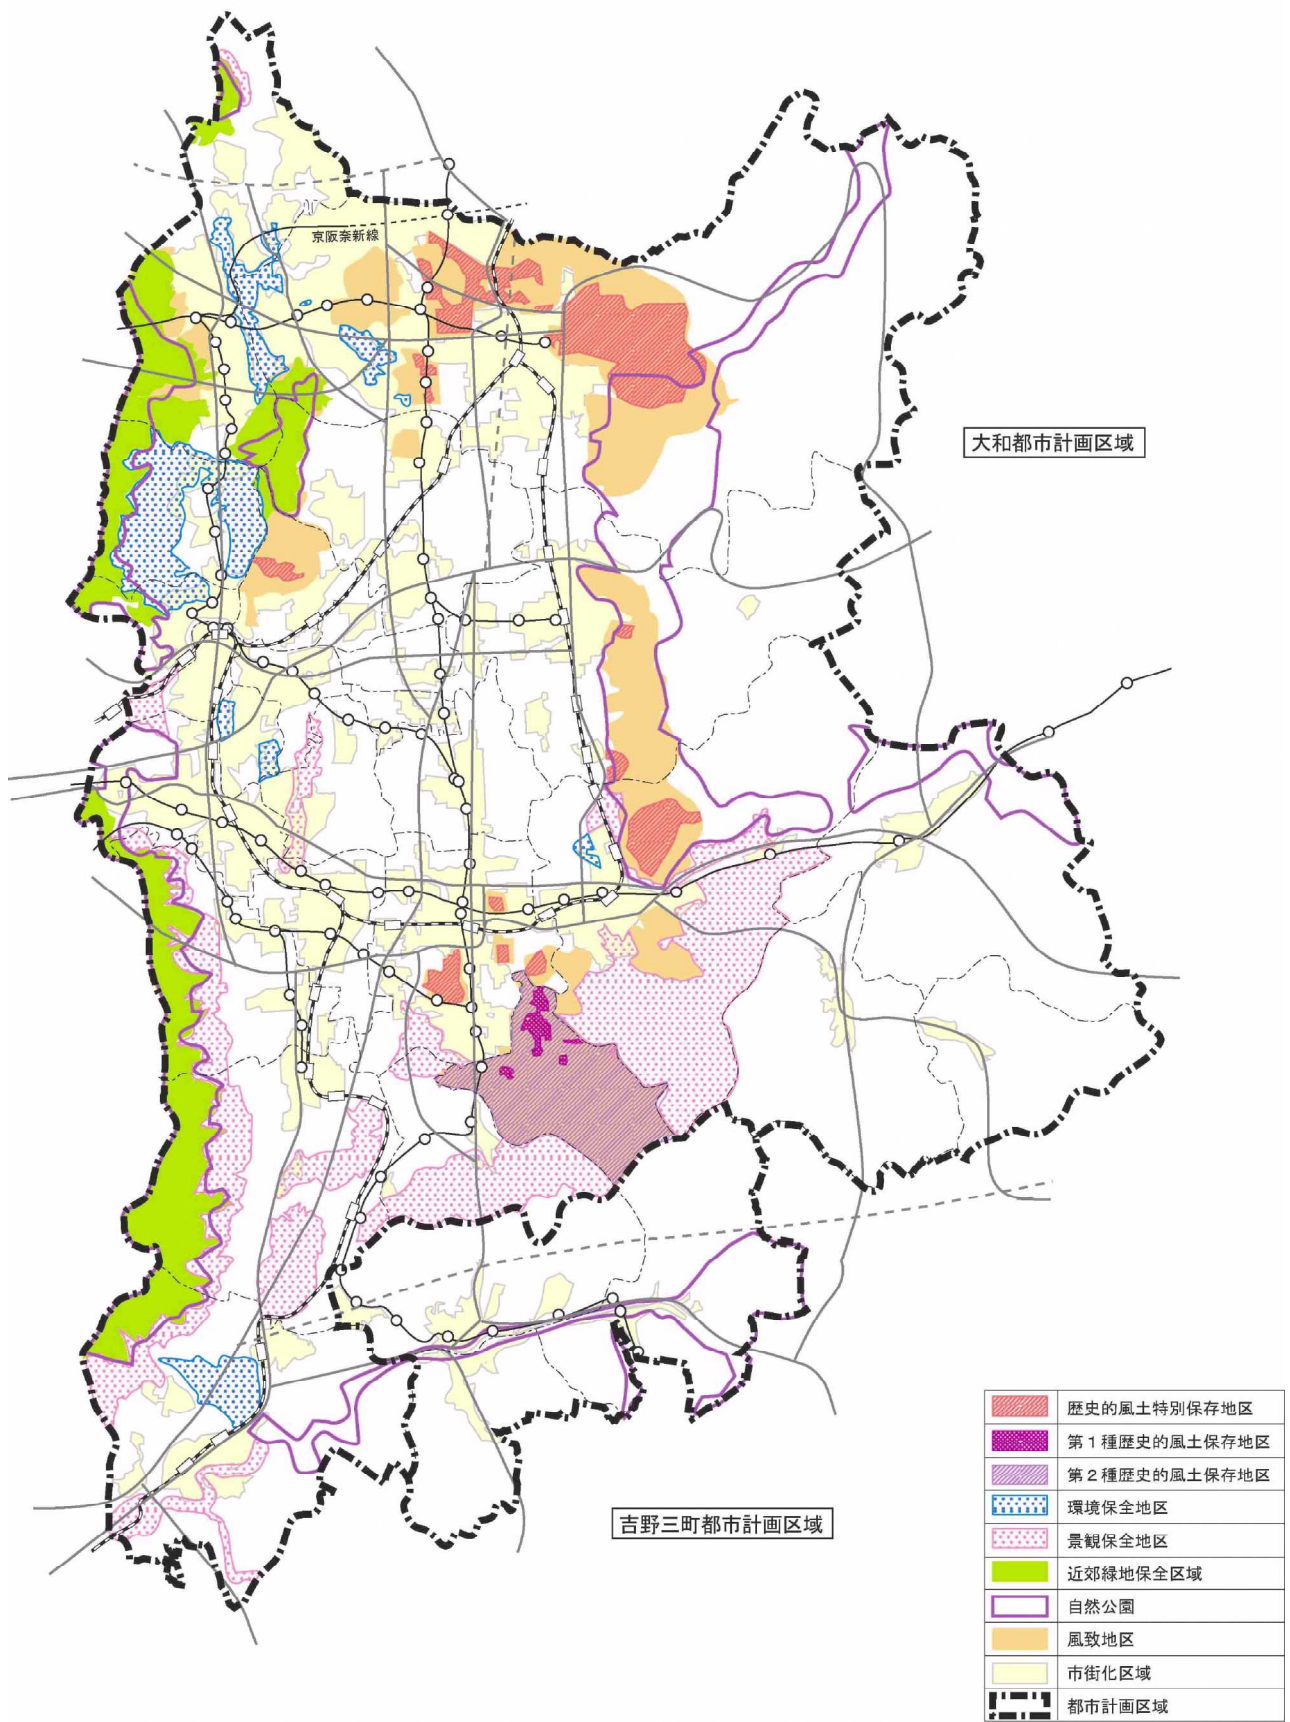 京阪奈新線
大和都市計画区域
吉野三町都市計画区域
歴史的風土特別保存地区
第1種歴史的風土保存地区
第2種歴史的風土保存地区
環境保全地区
景観保全地区
近郊緑地保全区域
自然公園
風致地区
市街化区域
都市計画区域